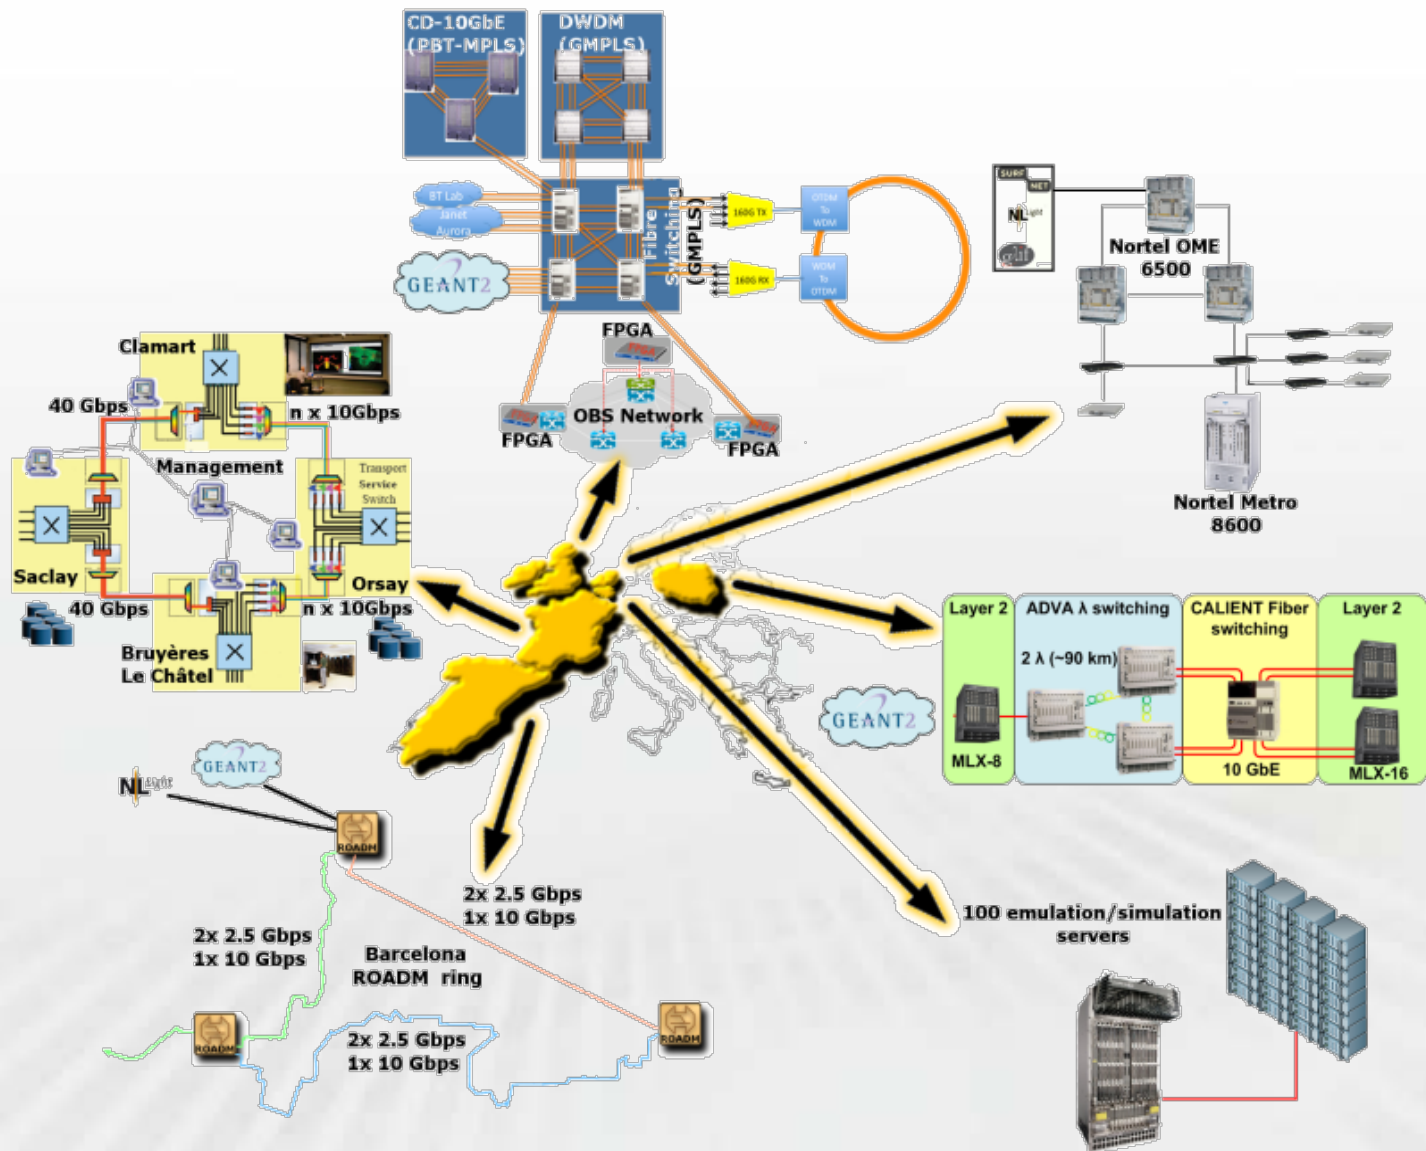 CD-10GbE
(PBT-MPLS)
DWDM
(GMPLS)
BT Lab
Janet
Aurora
GEANT2
Fibre
Switching
(GMPLS)
160G TX
160G RX
OTDM
To
WDM
WDM
To
OTDM
SURF
NET
NLLight
Nortel OME
6500
Nortel Metro
8600
FPGA
FPGA
OBS Network
FPGA
FPGA
FPGA
FPGA
Clamart
40 Gbps
n x 10Gbps
Management
Transport
Service
Switch
Saclay
Orsay
40 Gbps
n x 10Gbps
Bruyères
Le Châtel
Layer 2
ADVA λ switching
CALIENT Fiber
switching
Layer 2
2 λ (~90 km)
GEANT2
MLX-8
10 GbE
MLX-16
GEANT2
NLLight
ROADM
2x 2.5 Gbps
1x 10 Gbps
2x 2.5 Gbps
1x 10 Gbps
Barcelona
ROADM ring
ROADM
2x 2.5 Gbps
1x 10 Gbps
ROADM
100 emulation/simulation
servers